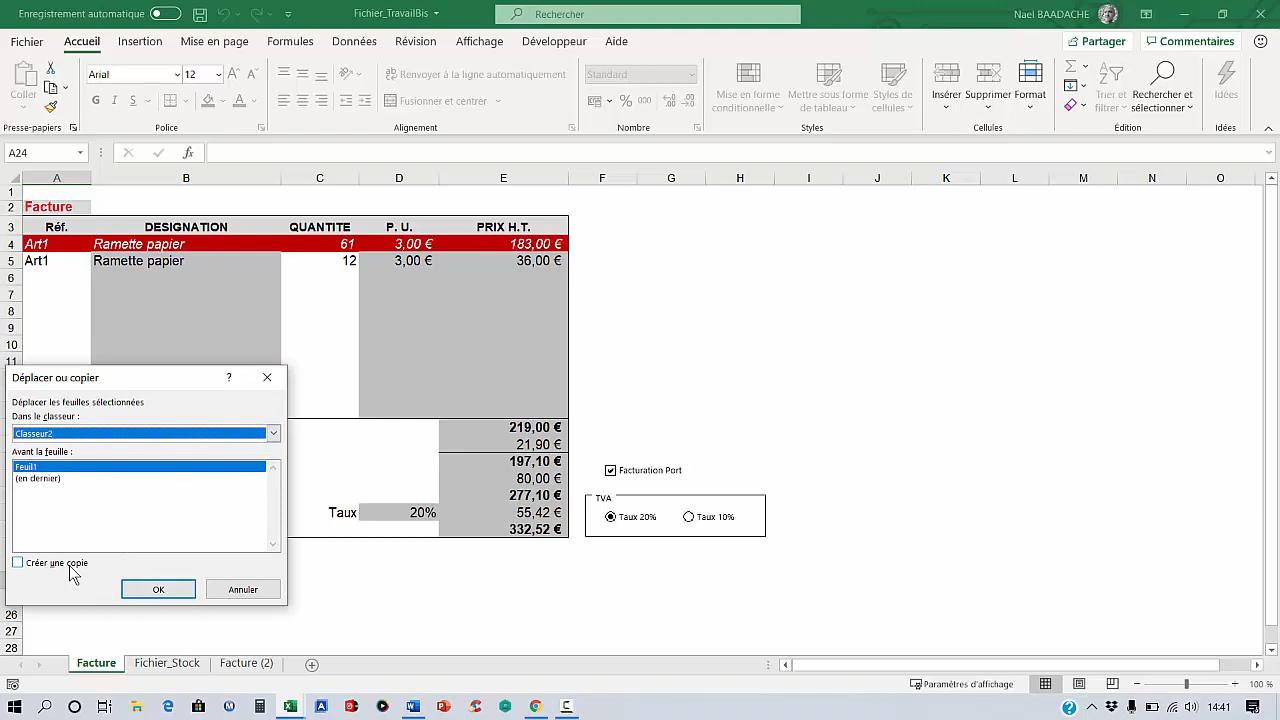 Enregistrement automatique
Fichier_TravailBis
Rechercher
Nael BAADACHE
Fichier Accueil Insertion Mise en page Formules Données Révision Affichage Développeur Aide
Partager
Commentaires
Coller
Arial
12
G I S
Renvoyer à la ligne automatiquement
Fusionner et centrer
Standard
% 000
Mise en forme conditionnelle
Mettre sous forme de tableau
Styles de cellules
Insérer Supprimer Format
Trier et filtrer
Rechercher et sélectionner
Idées
Presse-papiers Police Alignement Nombre Styles Cellules Édition Idées
A24
fx
A B C D E F G H I J K L M N O
1
2 Facture
3 Réf. DESIGNATION QUANTITE P. U. PRIX H.T.
4 Art1 Ramette papier 61 3,00 € 183,00 €
5 Art1 Ramette papier 12 3,00 € 36,00 €
6
7
8
9
10
11
Déplacer ou copier ?
Déplacer les feuilles sélectionnées
Dans le classeur :
Classeur2
Avant la feuille :
Feuil1
(en dernier)
Créer une copie
OK Annuler
219,00 €
21,90 €
197,10 €
80,00 €
277,10 €
Taux 20% 55,42 €
332,52 €
Facturation Port
TVA
Taux 20% Taux 10%
26
27
28
Facture Fichier_Stock Facture (2)
Paramètres d'affichage
100 %
14:41